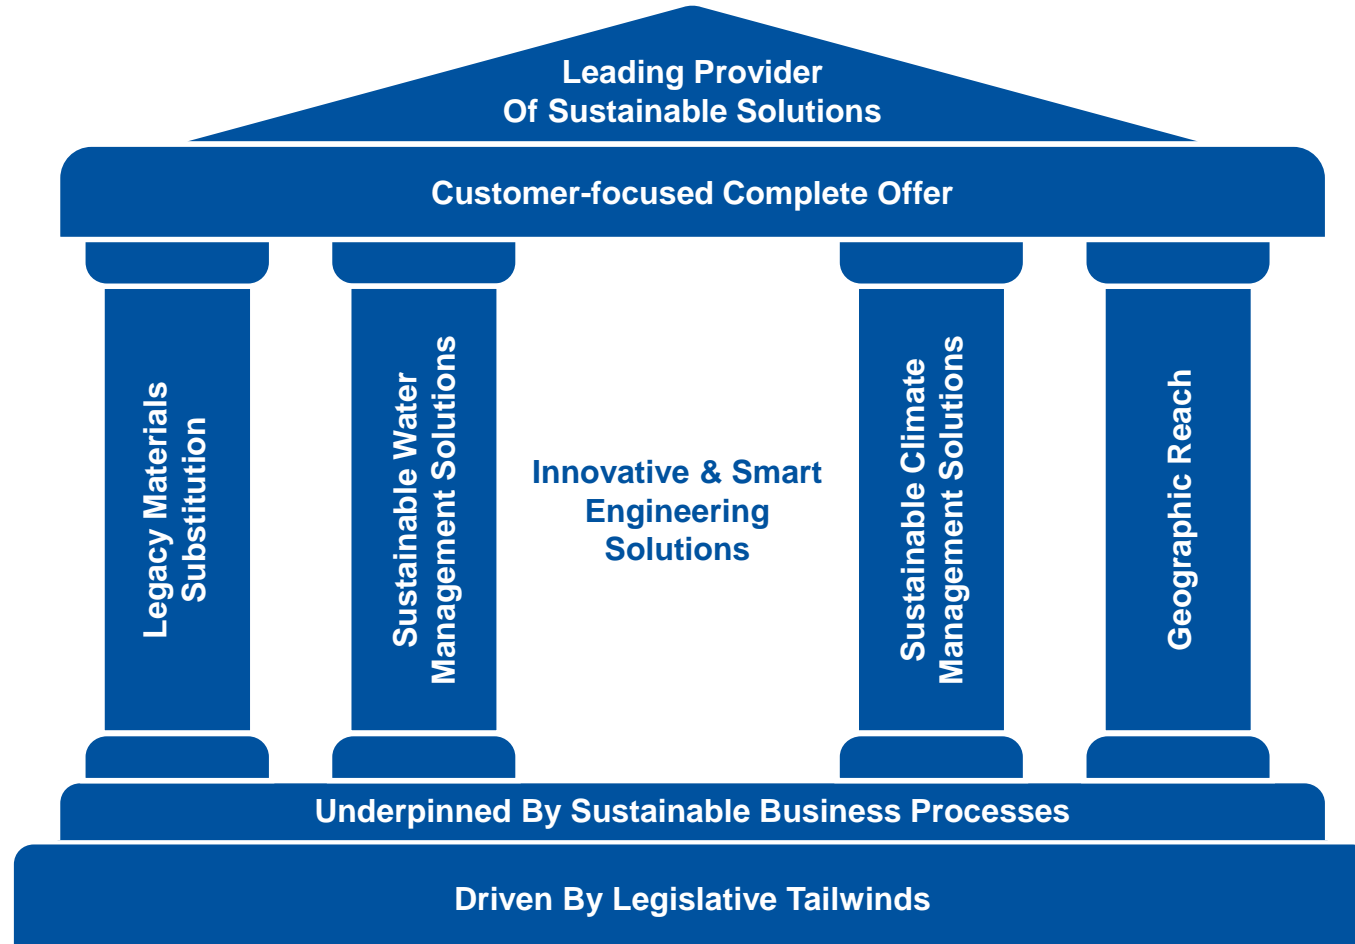 Leading Provider
Of Sustainable Solutions
Customer-focused Complete Offer
Legacy Materials
Substitution
Sustainable Water
Management Solutions
Innovative & Smart
Engineering
Solutions
Sustainable Climate
Management Solutions
Geographic Reach
Underpinned By Sustainable Business Processes
Driven By Legislative Tailwinds